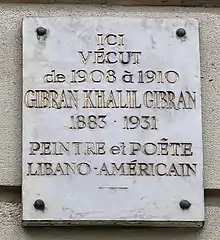 ICI
VÉCUT
de 1908 à 1910
GIBRAN KHALIL GIBRAN
1883 · 1931
PEINTRE et POÈTE
LIBANO-AMÉRICAIN